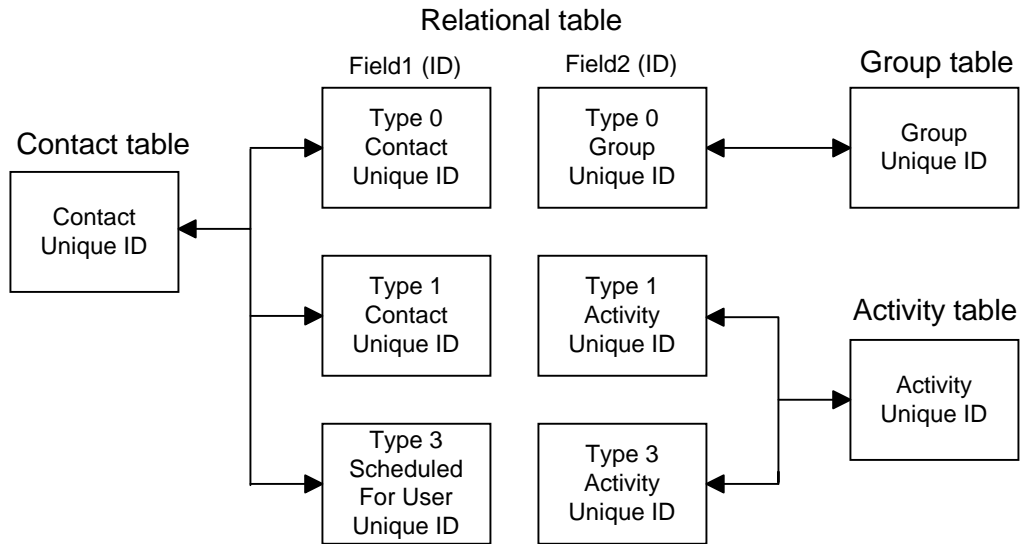 Relational table
Field1 (ID)
Field2 (ID)
Group table
Contact table
Type 0
Contact
Unique ID
Type 0
Group
Unique ID
Group
Unique ID
Contact
Unique ID
Type 1
Contact
Unique ID
Type 1
Activity
Unique ID
Activity table
Activity
Unique ID
Type 3
Scheduled
For User
Unique ID
Type 3
Activity
Unique ID